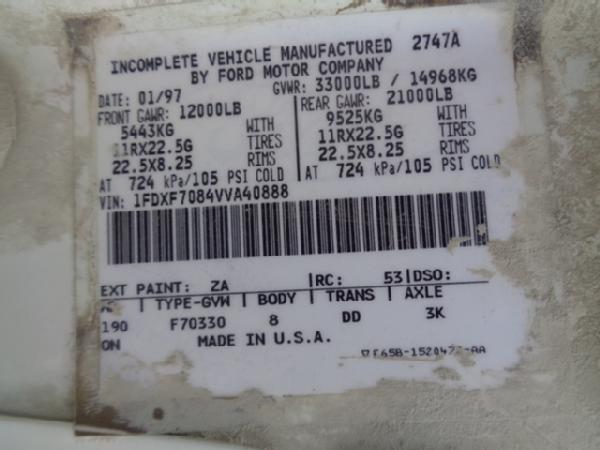 INCOMPLETE VEHICLE MANUFACTURED 2747A
BY FORD MOTOR COMPANY
GVWR: 33000LB / 14968KG
DATE: 01/97
FRONT GAWR: 12000LB
5443KG WITH
11RX22.5G TIRES
22.5X8.25 RIMS
AT 724 kPa/105 PSI COLD
REAR GAWR: 21000LB
9525KG WITH
11RX22.5G TIRES
22.5X8.25 RIMS
AT 724 kPa/105 PSI COLD
VIN: 1FDXF7084VVA40888
EXT PAINT: ZA RC: 53 DSO:
TYPE-GVW BODY TRANS AXLE
190 F70330 8 DD 3K
ON MADE IN U.S.A.